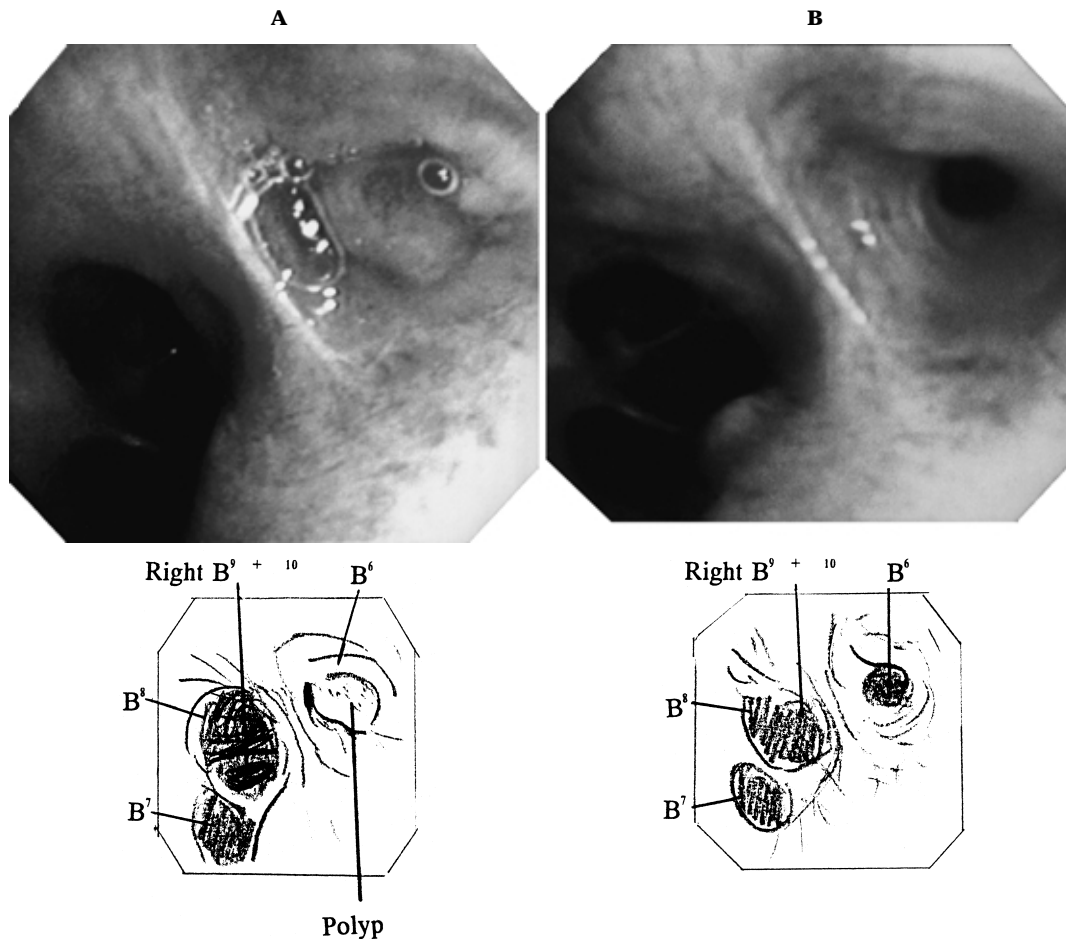 A
B
Right B⁹ + ¹⁰
B⁶
B⁸
B⁷
Polyp
Right B⁹ + ¹⁰
B⁶
B⁸
B⁷